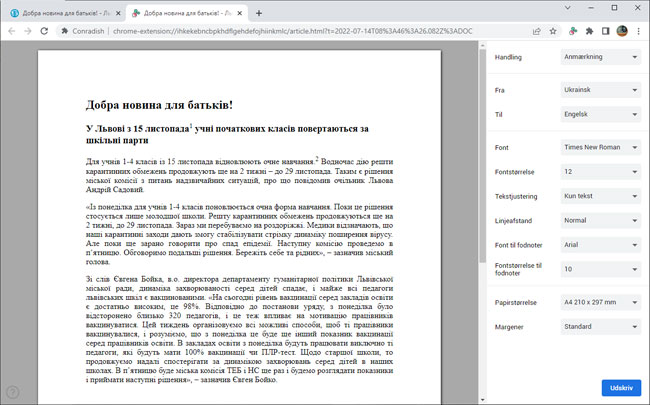 Добра новина для батьків! - Ль
Добра новина для батьків! - Ль
Conradish | chrome-extension://ihkekebncbpkhdflgehdefojhiinkmlc/article.html?t=2022-07-14T08%3A46%3A26.082Z%3ADOC
Добра новина для батьків!
У Львові з 15 листопада1 учні початкових класів повертаються за
шкільні парти
Для учнів 1-4 класів із 15 листопада відновлюють очне навчання.2 Водночас дію решти
карантинних обмежень продовжують ще на 2 тижні – до 29 листопада. Таким є рішення
міської комісії з питань надзвичайних ситуацій, про що повідомив очільник Львова
Андрій Садовий.
«Із понеділка для учнів 1-4 класів поновлюється очна форма навчання. Поки це рішення
стосується лише молодшої школи. Решту карантинних обмежень продовжуються ще на
2 тижні, до 29 листопада. Зараз ми перебуваємо на роздоріжжі. Медики відзначають, що
наші карантинні заходи дають змогу стабілізувати стрімку динаміку поширення вірусу.
Але поки ще зарано говорити про спад епідемії. Наступну комісію проведемо в
п’ятницю. Обговоримо подальші рішення. Бережіть себе та рідних», – зазначив міський
голова.
Зі слів Євгена Бойка, в.о. директора департаменту гуманітарної політики Львівської
міської ради, динаміка захворюваності серед дітей спадає, і майже всі педагоги
львівських шкіл є вакцинованими. «На сьогодні рівень вакцинації серед закладів освіти
є достатньо високим, це 98%. Відповідно до постанови уряду, з понеділка було
відсторонено близько 320 педагогів, і це теж впливає на мотивацію працівників
вакцинуватися. Цей тиждень організовуємо всі можливі способи, щоб ті працівники
вакцинувалися, і розуміємо, що з понеділка це буде ще інший показник вакцинації
серед працівників освіти. В закладах освіти з понеділка будуть працювати виключно ті
педагоги, які будуть мати 100% вакцинації чи ПЛР-тест. Щодо старшої школи, то
продовжуємо надалі спостерігати за динамікою захворювань серед дітей в наших
школах. В п’ятницю буде міська комісія ТЕБ і НС ще раз і будемо розглядати показники
і приймати наступні рішення», – зазначив Євген Бойко.
Handling Anmærkning
Fra Ukrainsk
Til Engelsk
Font Times New Roman
Fontstørrelse 12
Tekstjustering Kun tekst
Linjeafstand Normal
Font til fodnoter Arial
Fontstørrelse til
fodnoter 10
Papirstørrelse A4 210 x 297 mm
Margener Standard
Udskriv